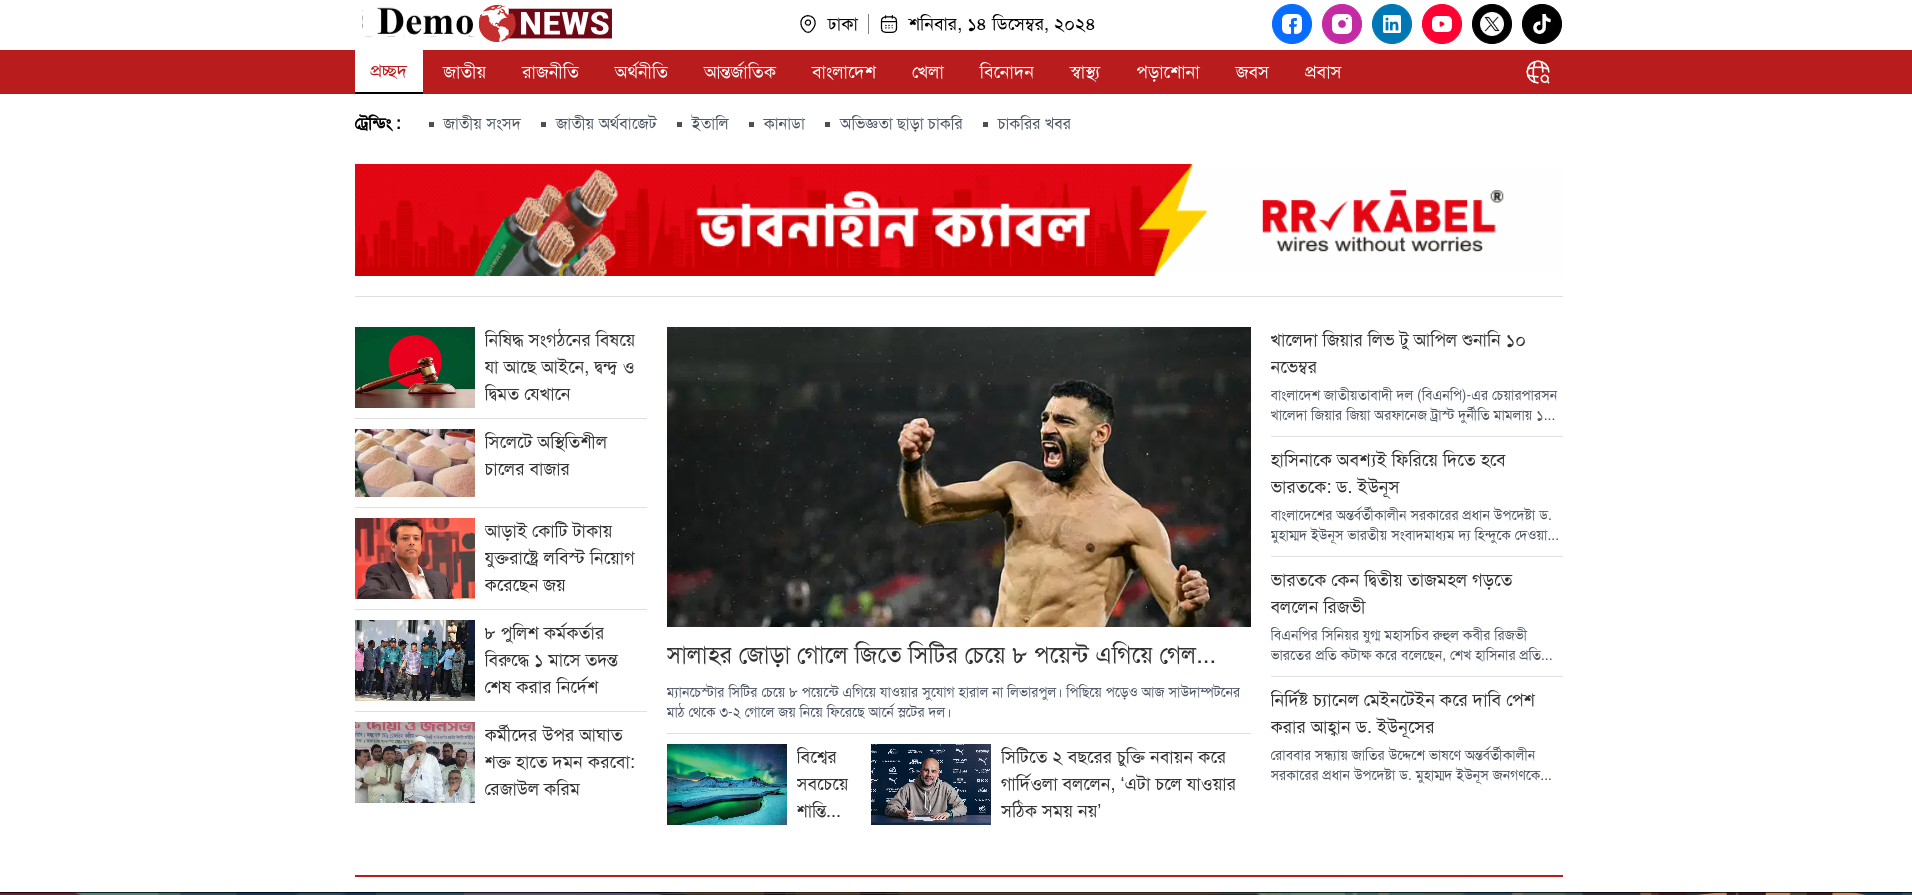 Demo NEWS
ঢাকা
শনিবার, ১৪ ডিসেম্বর, ২০২৪
প্রচ্ছদ
জাতীয়
রাজনীতি
অর্থনীতি
আন্তর্জাতিক
বাংলাদেশ
খেলা
বিনোদন
স্বাস্থ্য
পড়াশোনা
জবস
প্রবাস
ট্রেন্ডিং :
জাতীয় সংসদ
জাতীয় অর্থবাজেট
ইতালি
কানাডা
অভিজ্ঞতা ছাড়া চাকরি
চাকরির খবর
ভাবনাহীন ক্যাবল
RR KĀBEL ®
wires without worries
নিষিদ্ধ সংগঠনের বিষয়ে
যা আছে আইনে, দ্বন্দ্ব ও
দ্বিমত যেখানে
সিলেটে অস্থিতিশীল
চালের বাজার
আড়াই কোটি টাকায়
যুক্তরাষ্ট্রে লবিস্ট নিয়োগ
করেছেন জয়
৮ পুলিশ কর্মকর্তার
বিরুদ্ধে ১ মাসে তদন্ত
শেষ করার নির্দেশ
দোয়া ও জনসভা
কর্মীদের উপর আঘাত
শক্ত হাতে দমন করবো:
রেজাউল করিম
সালাহর জোড়া গোলে জিতে সিটির চেয়ে ৮ পয়েন্ট এগিয়ে গেল...
ম্যানচেস্টার সিটির চেয়ে ৮ পয়েন্টে এগিয়ে যাওয়ার সুযোগ হারাল না লিভারপুল। পিছিয়ে পড়েও আজ সাউদাম্পটনের
মাঠ থেকে ৩-২ গোলে জয় নিয়ে ফিরেছে আর্নে স্লটের দল।
বিশ্বের
সবচেয়ে
শান্তি...
সিটিতে ২ বছরের চুক্তি নবায়ন করে
গার্দিওলা বললেন, ‘এটা চলে যাওয়ার
সঠিক সময় নয়’
খালেদা জিয়ার লিভ টু আপিল শুনানি ১০
নভেম্বর
বাংলাদেশ জাতীয়তাবাদী দল (বিএনপি)-এর চেয়ারপারসন
খালেদা জিয়ার জিয়া অরফানেজ ট্রাস্ট দুর্নীতি মামলায় ১...
হাসিনাকে অবশ্যই ফিরিয়ে দিতে হবে
ভারতকে: ড. ইউনূস
বাংলাদেশের অন্তর্বর্তীকালীন সরকারের প্রধান উপদেষ্টা ড.
মুহাম্মদ ইউনূস ভারতীয় সংবাদমাধ্যম দ্য হিন্দুকে দেওয়া...
ভারতকে কেন দ্বিতীয় তাজমহল গড়তে
বললেন রিজভী
বিএনপির সিনিয়র যুগ্ম মহাসচিব রুহুল কবীর রিজভী
ভারতের প্রতি কটাক্ষ করে বলেছেন, শেখ হাসিনার প্রতি...
নির্দিষ্ট চ্যানেল মেইনটেইন করে দাবি পেশ
করার আহ্বান ড. ইউনূসের
রোববার সন্ধ্যায় জাতির উদ্দেশে ভাষণে অন্তর্বর্তীকালীন
সরকারের প্রধান উপদেষ্টা ড. মুহাম্মদ ইউনূস জনগণকে...